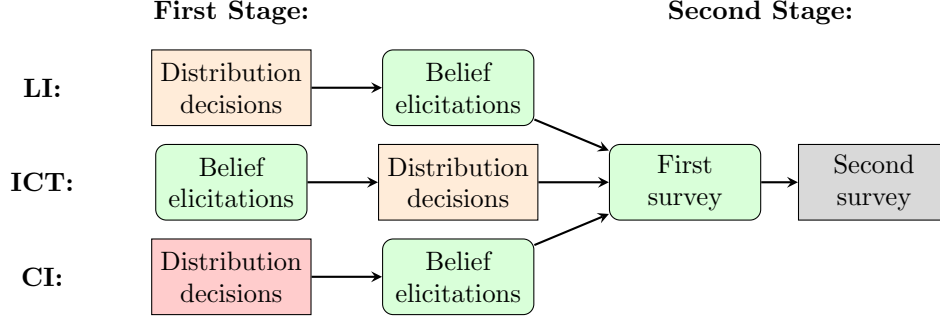 First Stage: Second Stage:
LI:
Distribution
decisions
Belief
elicitations
ICT:
Belief
elicitations
Distribution
decisions
First
survey
Second
survey
CI:
Distribution
decisions
Belief
elicitations